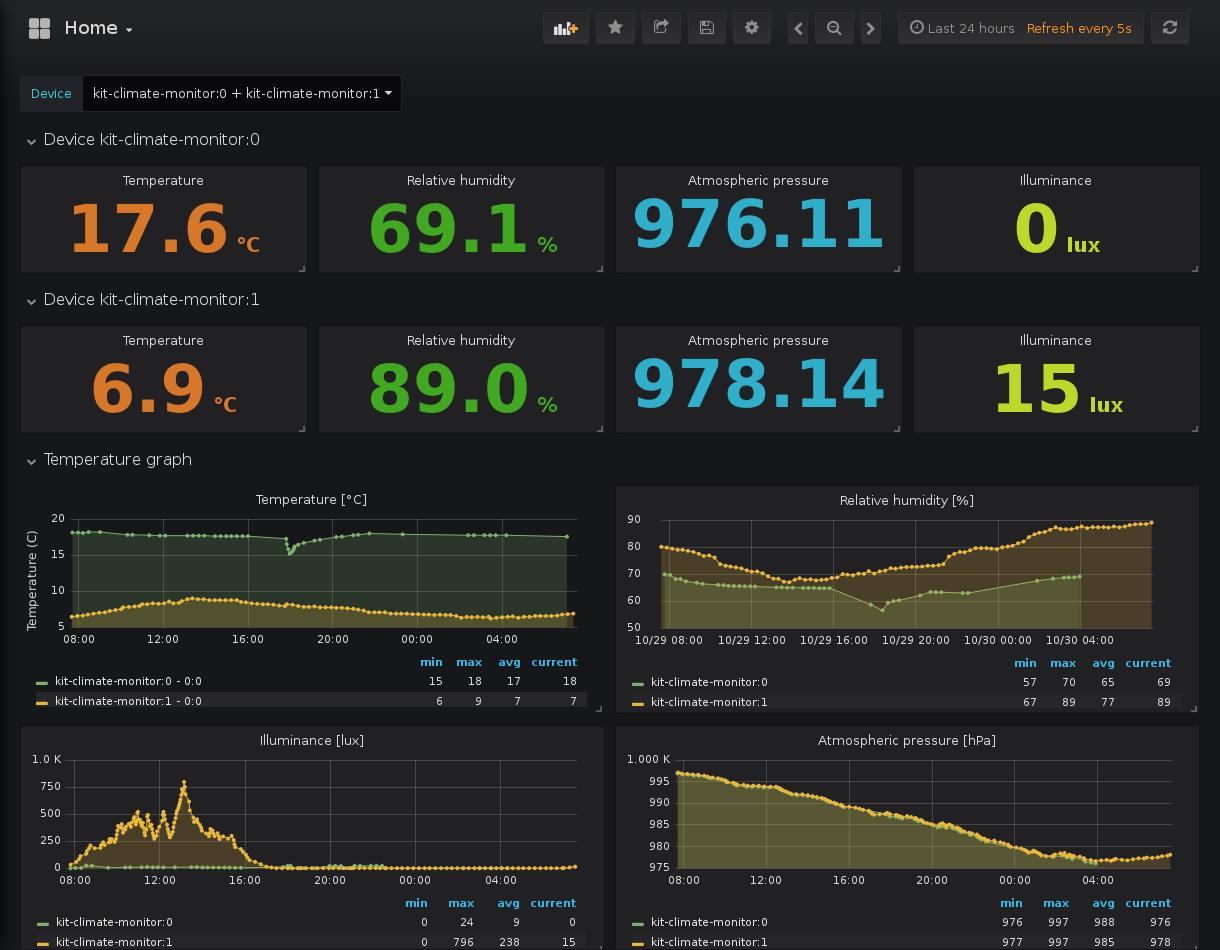 Home
Last 24 hours Refresh every 5s
Device kit-climate-monitor:0 + kit-climate-monitor:1
Device kit-climate-monitor:0
Temperature Relative humidity Atmospheric pressure Illuminance
17.6 °C 69.1 % 976.11 0 lux
Device kit-climate-monitor:1
Temperature Relative humidity Atmospheric pressure Illuminance
6.9 °C 89.0 % 978.14 15 lux
Temperature graph
Temperature [°C]
Temperature (C)
20
15
10
5
08:00 12:00 16:00 20:00 00:00 04:00
min max avg current
kit-climate-monitor:0 - 0:0 15 18 17 18
kit-climate-monitor:1 - 0:0 6 9 7 7
Relative humidity [%]
90
80
70
60
50
10/29 08:00 10/29 12:00 10/29 16:00 10/29 20:00 10/30 00:00 10/30 04:00
min max avg current
kit-climate-monitor:0 57 70 65 69
kit-climate-monitor:1 67 89 77 89
Illuminance [lux]
1.0 K
750
500
250
0
08:00 12:00 16:00 20:00 00:00 04:00
min max avg current
kit-climate-monitor:0 0 24 9 0
kit-climate-monitor:1 0 796 238 15
Atmospheric pressure [hPa]
1.000 K
995
990
985
980
975
08:00 12:00 16:00 20:00 00:00 04:00
min max avg current
kit-climate-monitor:0 976 997 988 976
kit-climate-monitor:1 977 997 985 978